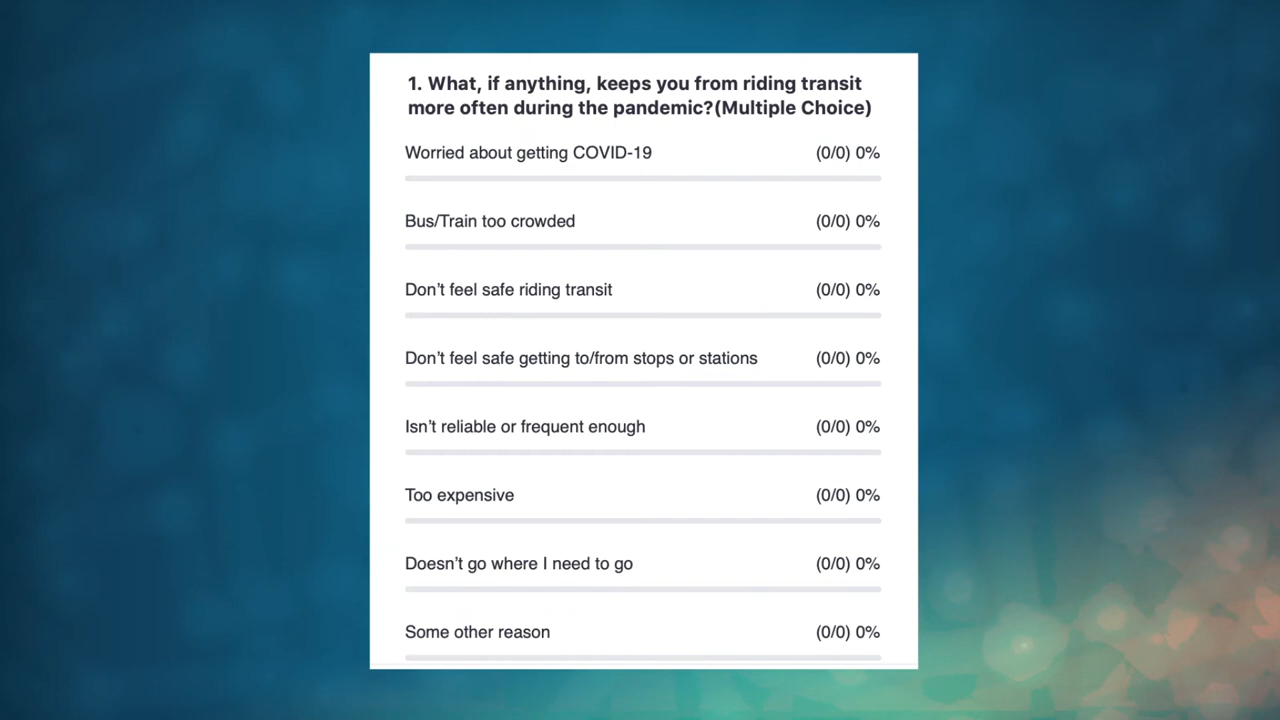 1. What, if anything, keeps you from riding transit
more often during the pandemic?(Multiple Choice)
Worried about getting COVID-19 (0/0) 0%
Bus/Train too crowded (0/0) 0%
Don’t feel safe riding transit (0/0) 0%
Don’t feel safe getting to/from stops or stations (0/0) 0%
Isn’t reliable or frequent enough (0/0) 0%
Too expensive (0/0) 0%
Doesn’t go where I need to go (0/0) 0%
Some other reason (0/0) 0%